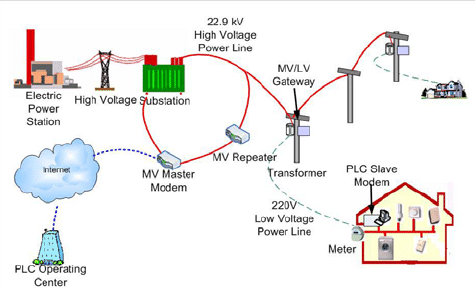 22.9 kV
High Voltage
Power Line
MV/LV
Gateway
Electric
Power
Station
High Voltage
Substation
Internet
MV Master
Modem
MV Repeater
Transformer
PLC Slave
Modem
220V
Low Voltage
Power Line
Meter
PLC Operating
Center